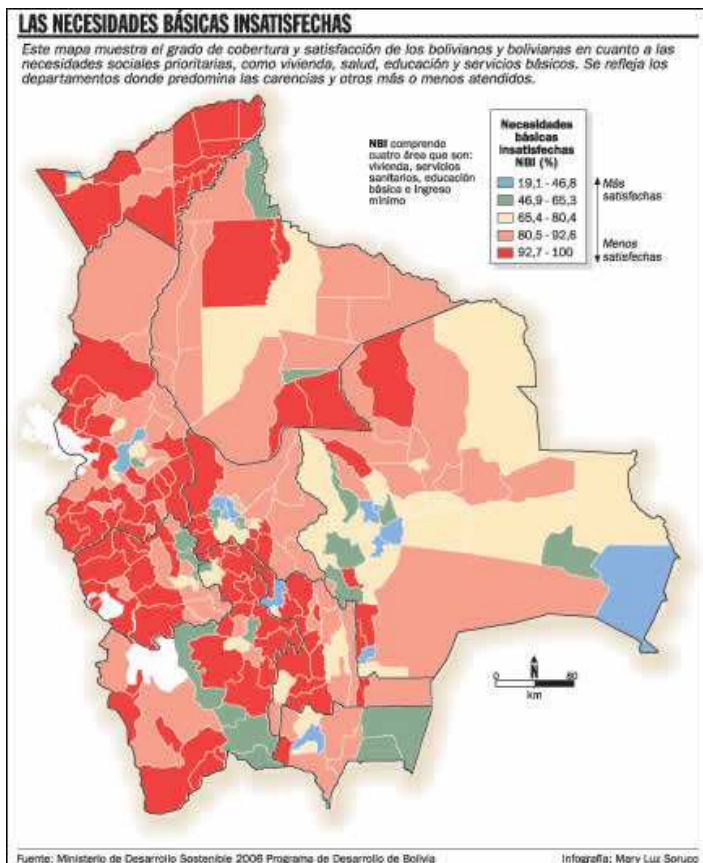 LAS NECESIDADES BÁSICAS INSATISFECHAS
Este mapa muestra el grado de cobertura y satisfacción de los bolivianos y bolivianas en cuanto a las
necesidades sociales prioritarias, como vivienda, salud, educación y servicios básicos. Se refleja los
departamentos donde predomina las carencias y otros más o menos atendidos.
NBI comprende
cuatro área que son:
vivienda, servicios
sanitarios, educación
básica e ingreso
mínimo
Necesidades
básicas
insatisfechas
NBI (%)
19,1 - 46,8
46,9 - 65,3
65,4 - 80,4
80,5 - 92,6
92,7 - 100
Más
satisfechas
Menos
satisfechas
N
0 80
km
Fuente: Ministerio de Desarrollo Sostenible 2006 Programa de Desarrollo de Bolivia
Infografía: Mery Luz Soruco